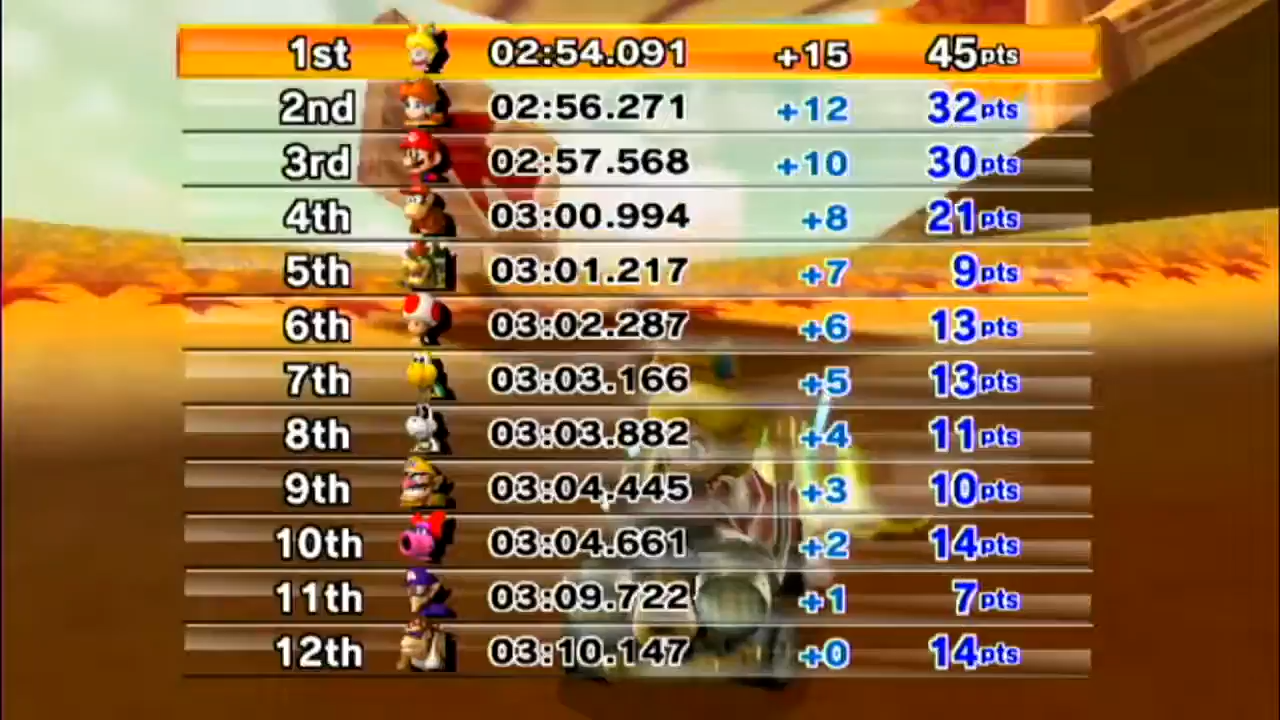 1st 02:54.091 +15 45pts
2nd 02:56.271 +12 32pts
3rd 02:57.568 +10 30pts
4th 03:00.994 +8 21pts
5th 03:01.217 +7 9pts
6th 03:02.287 +6 13pts
7th 03:03.166 +5 13pts
8th 03:03.882 +4 11pts
9th 03:04.445 +3 10pts
10th 03:04.661 +2 14pts
11th 03:09.722 +1 7pts
12th 03:10.147 +0 14pts